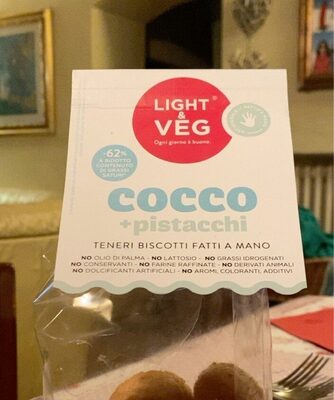 LIGHT®
&
VEG
Ogni giorno è buono.
-62%
A RIDOTTO
CONTENUTO
DI GRASSI
SATURI*
cocco
+pistacchi
TENERI BISCOTTI FATTI A MANO
NO OLIO DI PALMA - NO LATTOSIO - NO GRASSI IDROGENATI
NO CONSERVANTI - NO FARINE RAFFINATE - NO DERIVATI ANIMALI
NO DOLCIFICANTI ARTIFICIALI - NO AROMI, COLORANTI, ADDITIVI